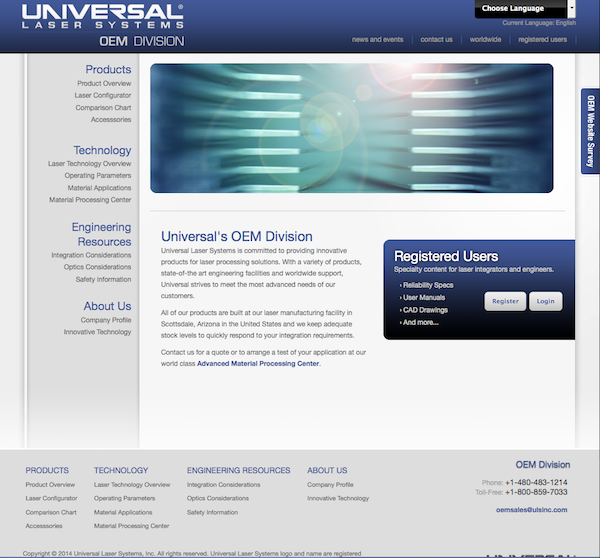 UNIVERSAL®
LASER SYSTEMS
OEM DIVISION
Choose Language
Current Language: English
news and events
contact us
worldwide
registered users
Products
Product Overview
Laser Configurator
Comparison Chart
Accesssories
Technology
Laser Technology Overview
Operating Parameters
Material Applications
Material Processing Center
Engineering
Resources
Integration Considerations
Optics Considerations
Safety Information
About Us
Company Profile
Innovative Technology
OEM Website Survey
Universal's OEM Division
Universal Laser Systems is committed to providing innovative
products for laser processing solutions. With a variety of products,
state-of-the art engineering facilities and worldwide support,
Universal strives to meet the most advanced needs of our
customers.
All of our products are built at our laser manufacturing facility in
Scottsdale, Arizona in the United States and we keep adequate
stock levels to quickly respond to your integration requirements.
Contact us for a quote or to arrange a test of your application at our
world class Advanced Material Processing Center.
Registered Users
Specialty content for laser integrators and engineers.
› Reliability Specs
› User Manuals
› CAD Drawings
› And more...
Register
Login
PRODUCTS
Product Overview
Laser Configurator
Comparison Chart
Accesssories
TECHNOLOGY
Laser Technology Overview
Operating Parameters
Material Applications
Material Processing Center
ENGINEERING RESOURCES
Integration Considerations
Optics Considerations
Safety Information
ABOUT US
Company Profile
Innovative Technology
OEM Division
Phone: +1-480-483-1214
Toll-Free: +1-800-859-7033
oemsales@ulsinc.com
Copyright © 2014 Universal Laser Systems, Inc. All rights reserved. Universal Laser Systems logo and name are registered